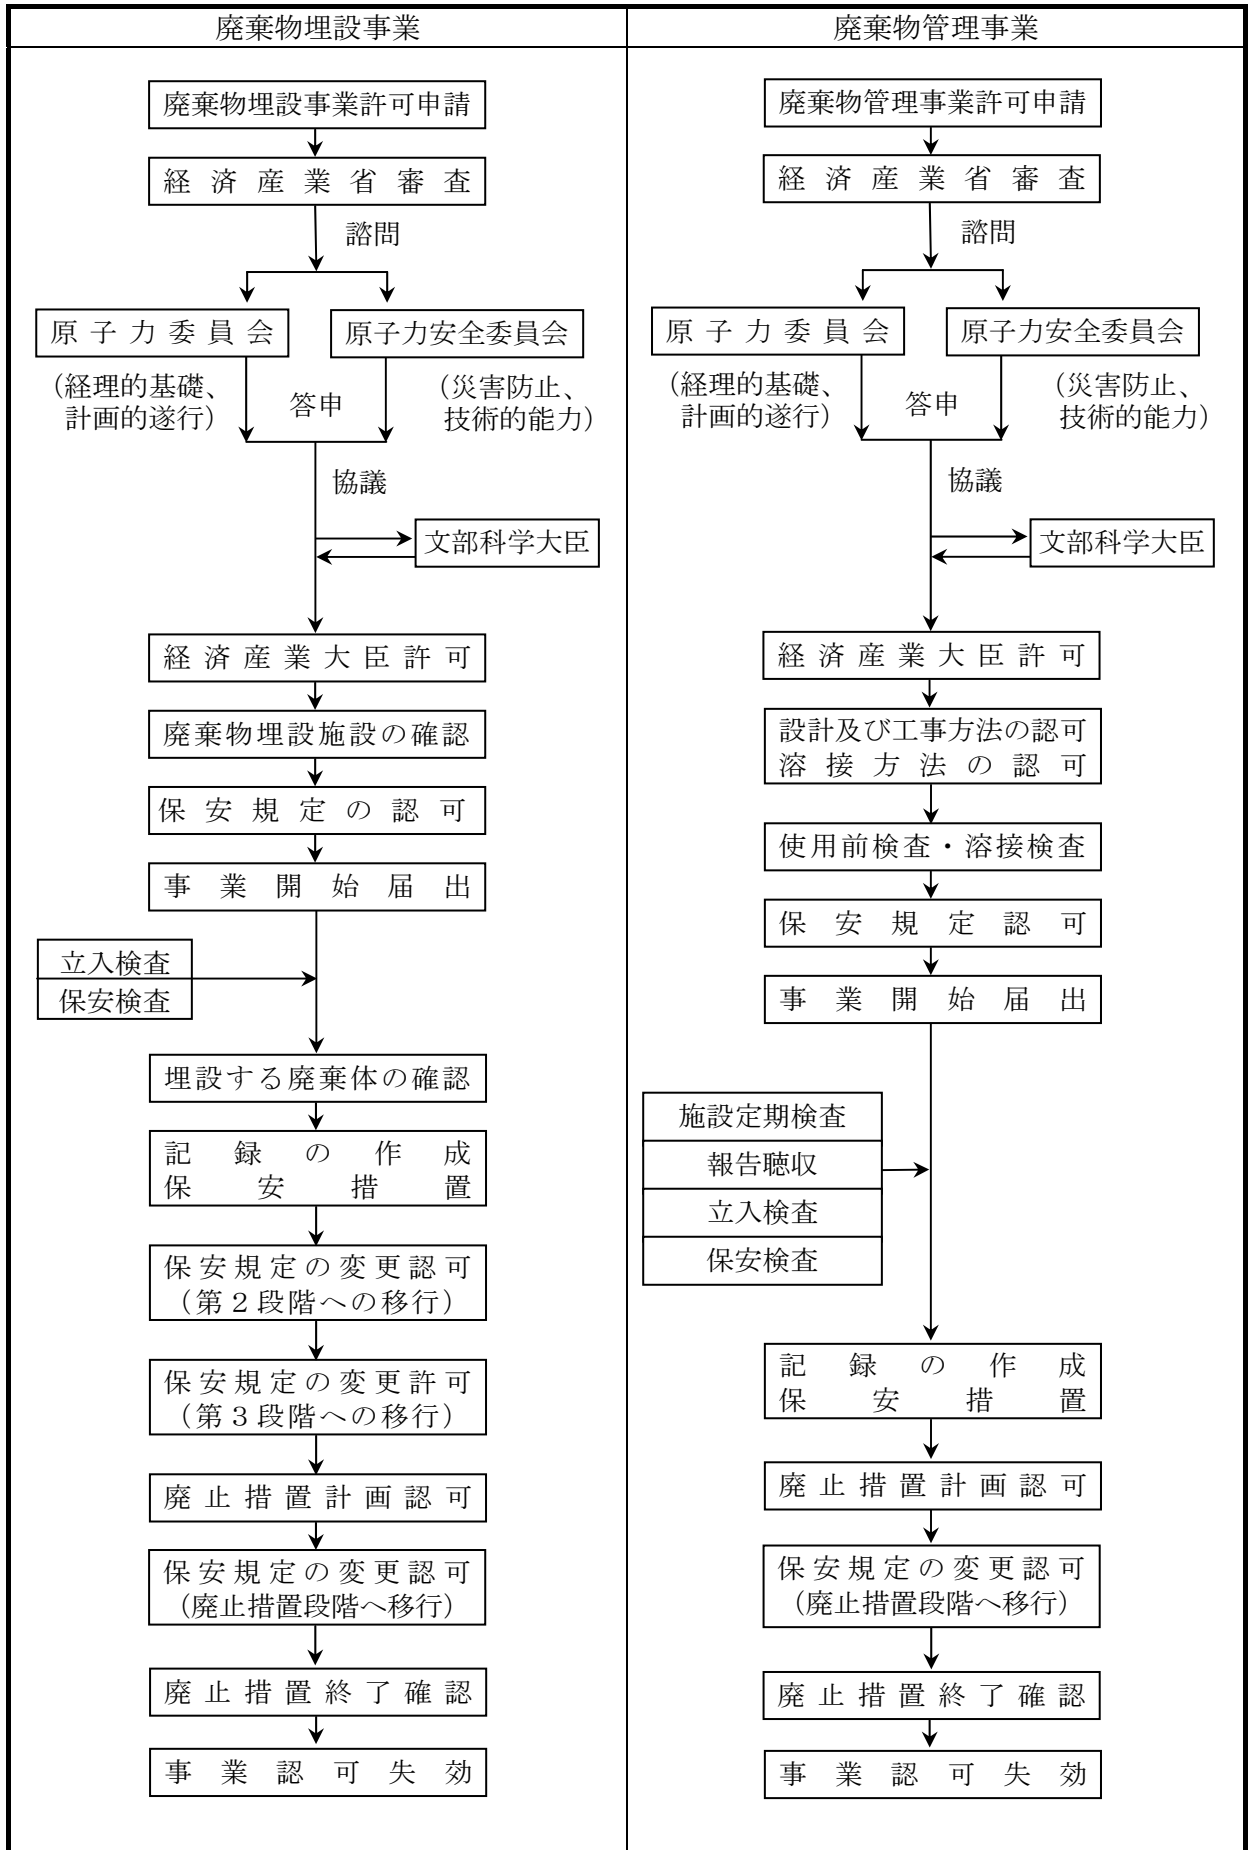 廃棄物埋設事業
廃棄物埋設事業許可申請
経済産業省審査
諮問
原子力委員会
原子力安全委員会
（経理的基礎、
計画的遂行）
答申
（災害防止、
技術的能力）
協議
文部科学大臣
経済産業大臣許可
廃棄物埋設施設の確認
保安規定の認可
事業開始届出
立入検査
保安検査
埋設する廃棄体の確認
記録の作成
保安措置
保安規定の変更認可
（第２段階への移行）
保安規定の変更許可
（第３段階への移行）
廃止措置計画認可
保安規定の変更認可
（廃止措置段階へ移行）
廃止措置終了確認
事業認可失効
廃棄物管理事業
廃棄物管理事業許可申請
経済産業省審査
諮問
原子力委員会
原子力安全委員会
（経理的基礎、
計画的遂行）
答申
（災害防止、
技術的能力）
協議
文部科学大臣
経済産業大臣許可
設計及び工事方法の認可
溶接方法の認可
使用前検査・溶接検査
保安規定認可
事業開始届出
施設定期検査
報告聴収
立入検査
保安検査
記録の作成
保安措置
廃止措置計画認可
保安規定の変更認可
（廃止措置段階へ移行）
廃止措置終了確認
事業認可失効